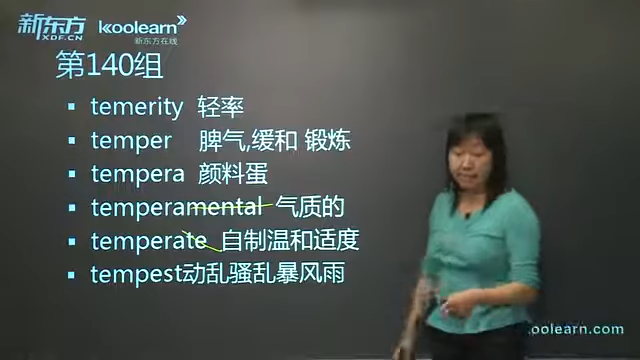 新东方 koolearn
XDF.CN 新东方在线
第140组
temerity 轻率
temper 脾气,缓和 锻炼
tempera 颜料蛋
temperamental 气质的
temperate 自制温和适度
tempest动乱骚乱暴风雨
koolearn.com